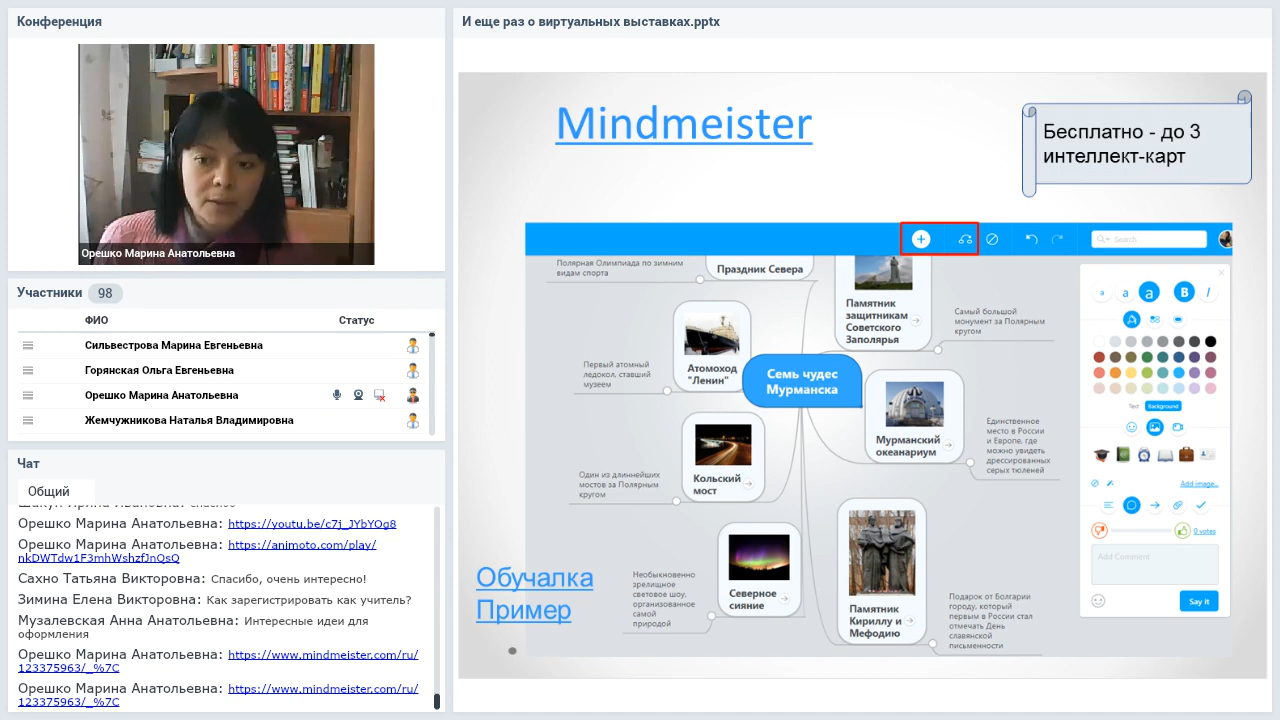 Конференция
Орешко Марина Анатольевна
Участники 98
ФИО Статус
Сильвестрова Марина Евгеньевна
Горянская Ольга Евгеньевна
Орешко Марина Анатольевна
Жемчужникова Наталья Владимировна
Чат
Общий
Орешко Марина Анатольевна: https://youtu.be/c7j_JYbYOg8
Орешко Марина Анатольевна: https://animoto.com/play/
nkDWTdw1F3mhWshzfJnQsQ
Сахно Татьяна Викторовна: Спасибо, очень интересно!
Зимина Елена Викторовна: Как зарегистрировать как учитель?
Музалевская Анна Анатольевна: Интересные идеи для
оформления
Орешко Марина Анатольевна: https://www.mindmeister.com/ru/
123375963/_%7C
Орешко Марина Анатольевна: https://www.mindmeister.com/ru/
123375963/_%7C
И еще раз о виртуальных выставках.pptx
Mindmeister
Бесплатно - до 3
интеллект-карт
Search
Полярная Олимпиада по зимним
видам спорта
Праздник Севера
Памятник
защитникам
Советского
Заполярья
Самый большой
монумент за Полярным
кругом
Первый атомный
ледокол, ставший
музеем
Атомоход
"Ленин"
Семь чудес
Мурманска
Мурманский
океанариум
Единственное
место в России
и Европе, где
можно увидеть
дрессированных
серых тюленей
Один из длиннейших
мостов за Полярным
кругом
Кольский
мост
Необыкновенно
зрелищное
световое шоу,
организованное
самой
природой
Северное
сияние
Памятник
Кириллу и
Мефодию
Подарок от Болгарии
городу, который
первым в России стал
отмечать День
славянской
письменности
Обучалка
Пример
a a a B I
Text Background
Add image...
0 votes
Add Comment
Say it